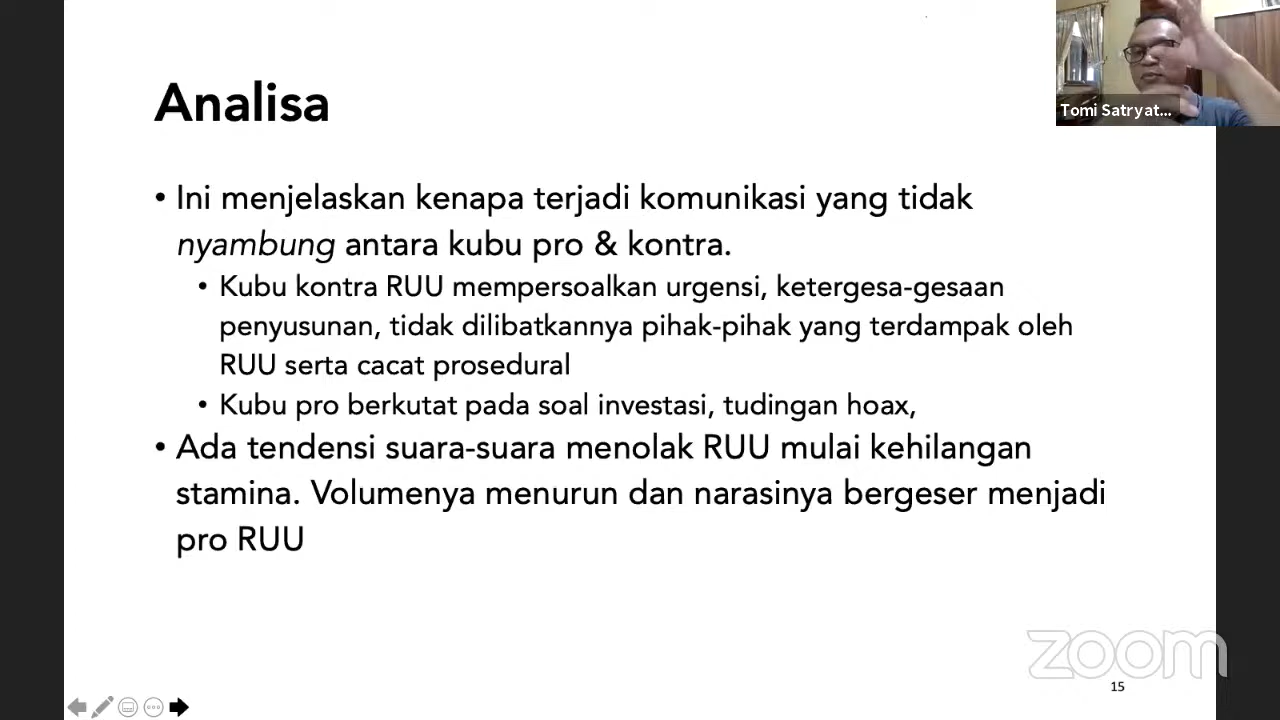 Analisa
Tomi Satryat...
• Ini menjelaskan kenapa terjadi komunikasi yang tidak
nyambung antara kubu pro & kontra.
• Kubu kontra RUU mempersoalkan urgensi, ketergesa-gesaan
penyusunan, tidak dilibatkannya pihak-pihak yang terdampak oleh
RUU serta cacat prosedural
• Kubu pro berkutat pada soal investasi, tudingan hoax,
• Ada tendensi suara-suara menolak RUU mulai kehilangan
stamina. Volumenya menurun dan narasinya bergeser menjadi
pro RUU
zoom
15